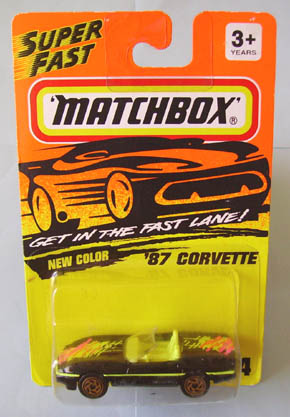 SUPER
FAST
3+
YEARS
MATCHBOX®
GET IN THE FAST LANE!
NEW COLOR
'87 CORVETTE
4